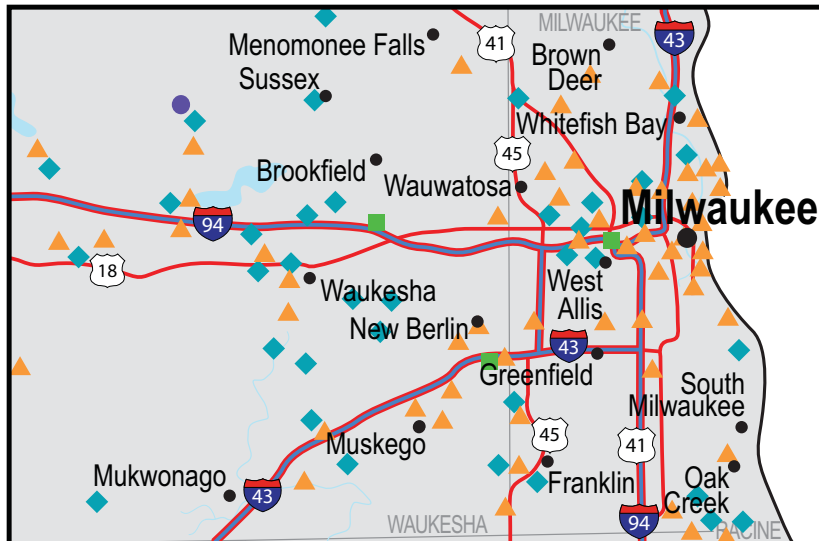 MILWAUKEE
41
43
Menomonee Falls
Brown
Deer
Sussex
Whitefish Bay
45
Brookfield
Wauwatosa
Milwaukee
94
18
West
Allis
Waukesha
New Berlin
43
Greenfield
South
Milwaukee
Muskego
45
41
Mukwonago
43
Franklin
Oak
Creek
94
WAUKESHA
RACINE